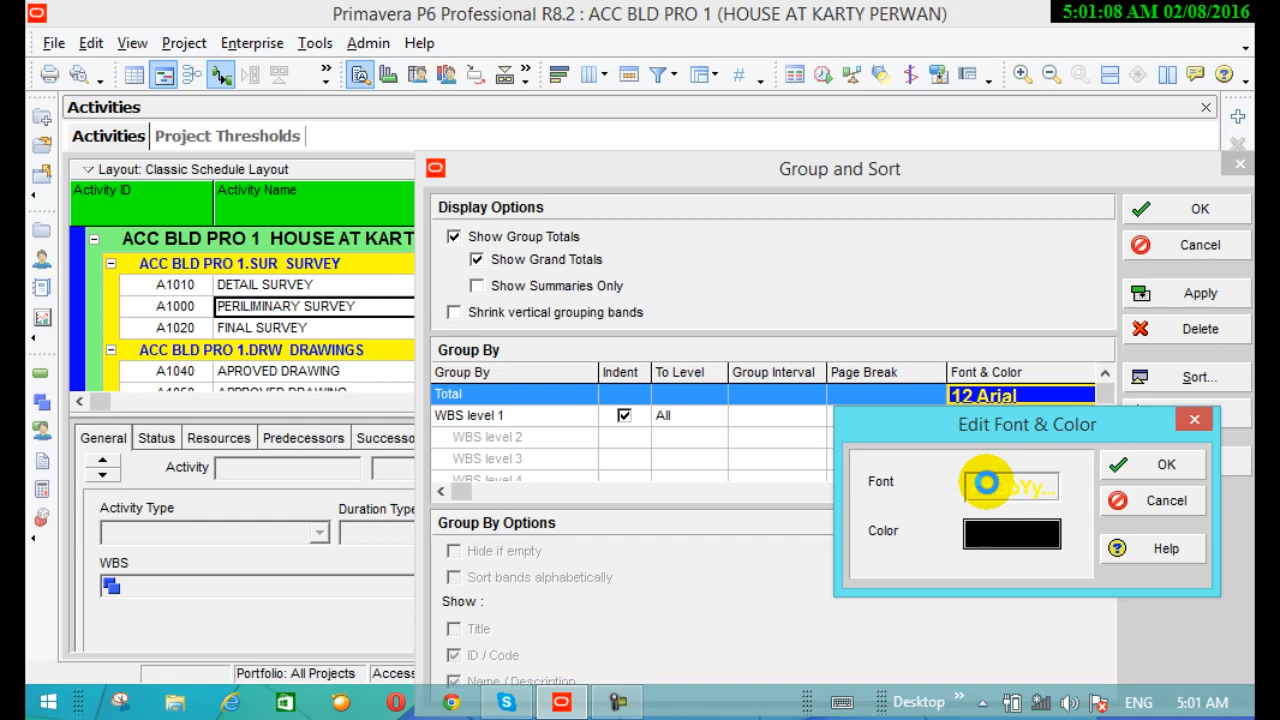 Primavera P6 Professional R8.2 : ACC BLD PRO 1 (HOUSE AT KARTY PERWAN)
5:01:08 AM 02/08/2016
File Edit View Project Enterprise Tools Admin Help
Activities
Activities Project Thresholds
Layout: Classic Schedule Layout
Activity ID Activity Name
ACC BLD PRO 1 HOUSE AT KART
ACC BLD PRO 1.SUR SURVEY
A1010 DETAIL SURVEY
A1000 PERILIMINARY SURVEY
A1020 FINAL SURVEY
ACC BLD PRO 1.DRW DRAWINGS
A1040 APROVED DRAWING
General Status Resources Predecessors Successo
Activity
Activity Type Duration Type
WBS
Portfolio: All Projects Access
Group and Sort
Display Options
Show Group Totals
Show Grand Totals
Show Summaries Only
Shrink vertical grouping bands
OK
Cancel
Apply
Delete
Sort...
Group By
Group By Indent To Level Group Interval Page Break Font & Color
Total 12 Arial
WBS level 1 All
WBS level 2
WBS level 3
WBS level 4
Group By Options
Hide if empty
Sort bands alphabetically
Show :
Title
ID / Code
Name / Description
Edit Font & Color
Font
Color
OK
Cancel
Help
Desktop ENG 5:01 AM